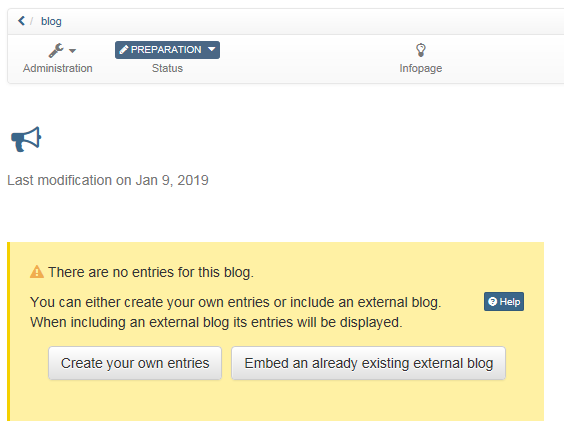 / blog
PREPARATION
Administration Status Infopage
Last modification on Jan 9, 2019
There are no entries for this blog.
You can either create your own entries or include an external blog.
Help
When including an external blog its entries will be displayed.
Create your own entries Embed an already existing external blog